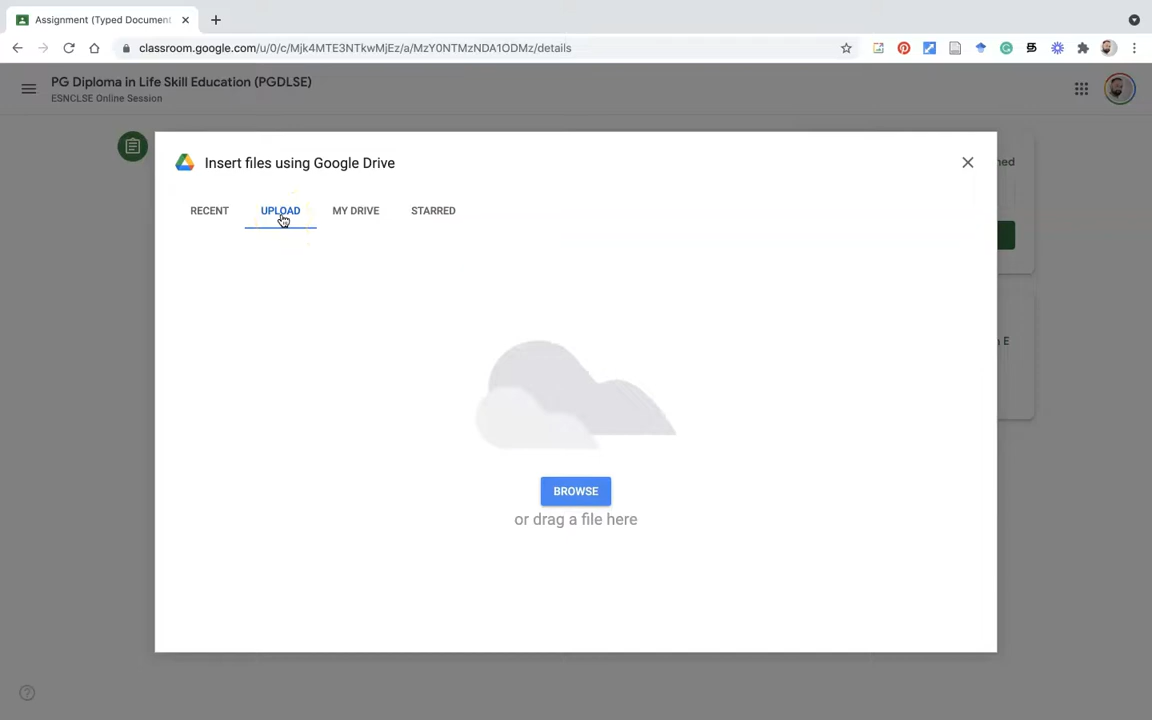 Assignment (Typed Document
classroom.google.com/u/0/c/Mjk4MTE3NTkwMjEz/a/MzY0NTMzNDA1ODMz/details
PG Diploma in Life Skill Education (PGDLSE)
ESNCLSE Online Session
Insert files using Google Drive
RECENT UPLOAD MY DRIVE STARRED
BROWSE
or drag a file here